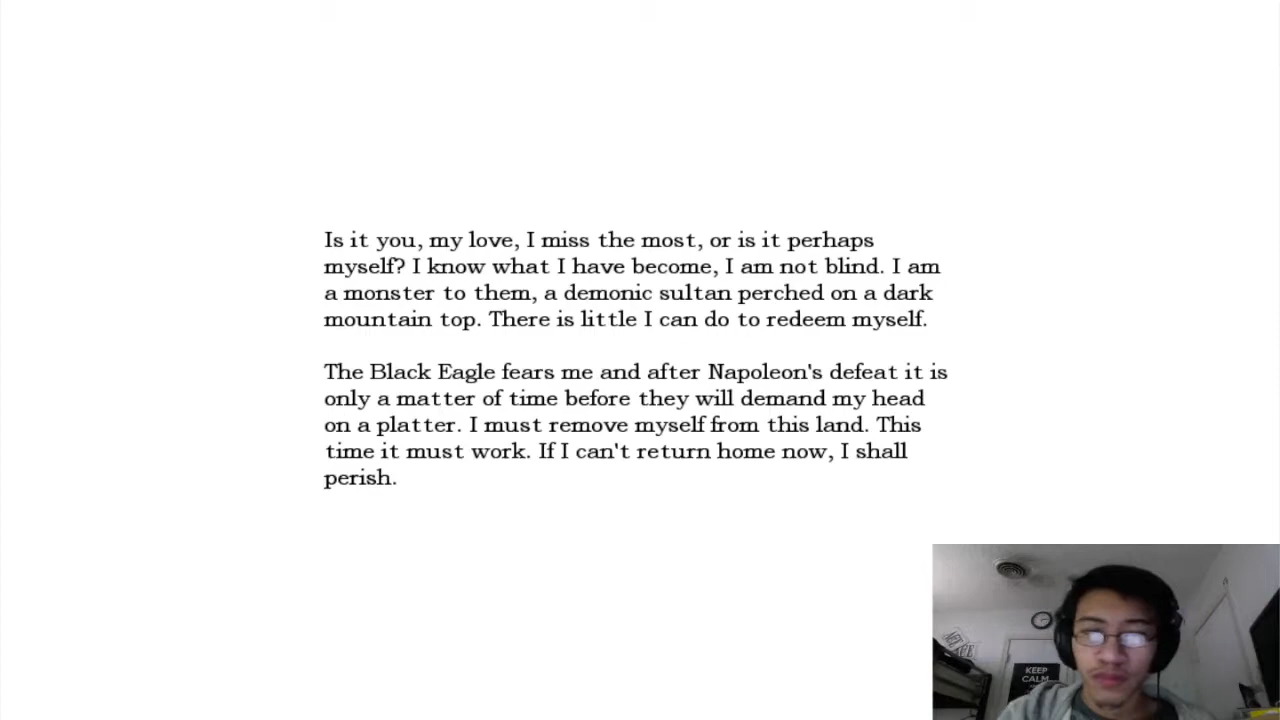 Is it you, my love, I miss the most, or is it perhaps
myself? I know what I have become, I am not blind. I am
a monster to them, a demonic sultan perched on a dark
mountain top. There is little I can do to redeem myself.
The Black Eagle fears me and after Napoleon's defeat it is
only a matter of time before they will demand my head
on a platter. I must remove myself from this land. This
time it must work. If I can't return home now, I shall
perish.
KEEP
CALM